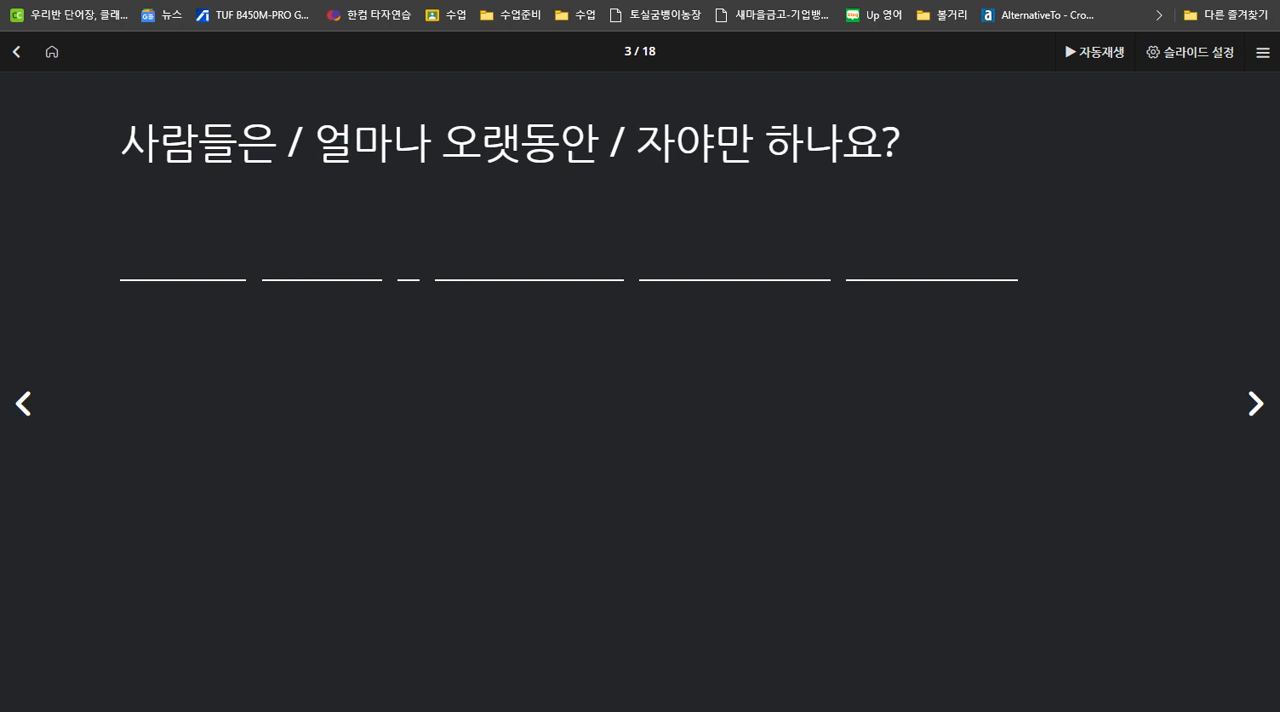 우리반 단어장, 클래... 뉴스 TUF B450M-PRO G... 한컴 타자연습 수업 수업준비 수업 토실굼벵이농장 새마을금고-기업뱅... Up 영어 볼거리 AlternativeTo - Cro... 다른 즐겨찾기
3 / 18 자동재생 슬라이드 설정
사람들은 / 얼마나 오랫동안 / 자야만 하나요?